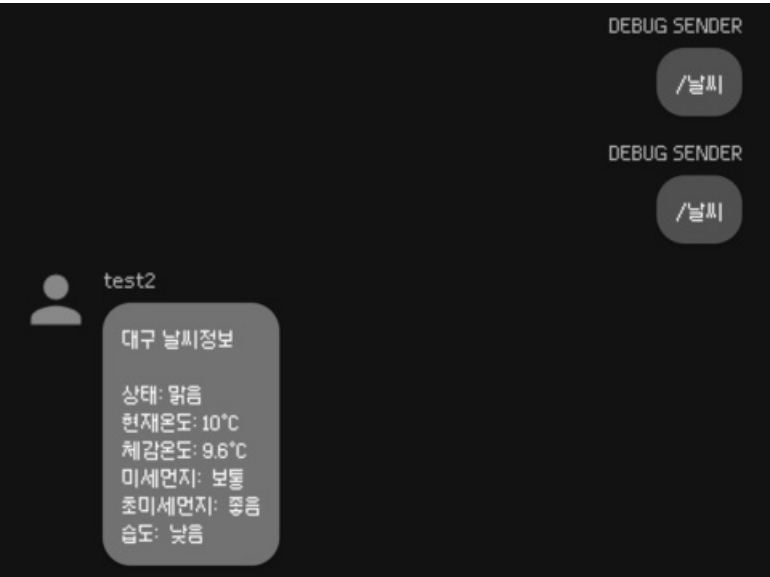 DEBUG SENDER
/날씨
DEBUG SENDER
/날씨
test2
대구 날씨정보
상태: 맑음
현재온도: 10°C
체감온도: 9.6°C
미세먼지: 보통
초미세먼지: 좋음
습도: 낮음